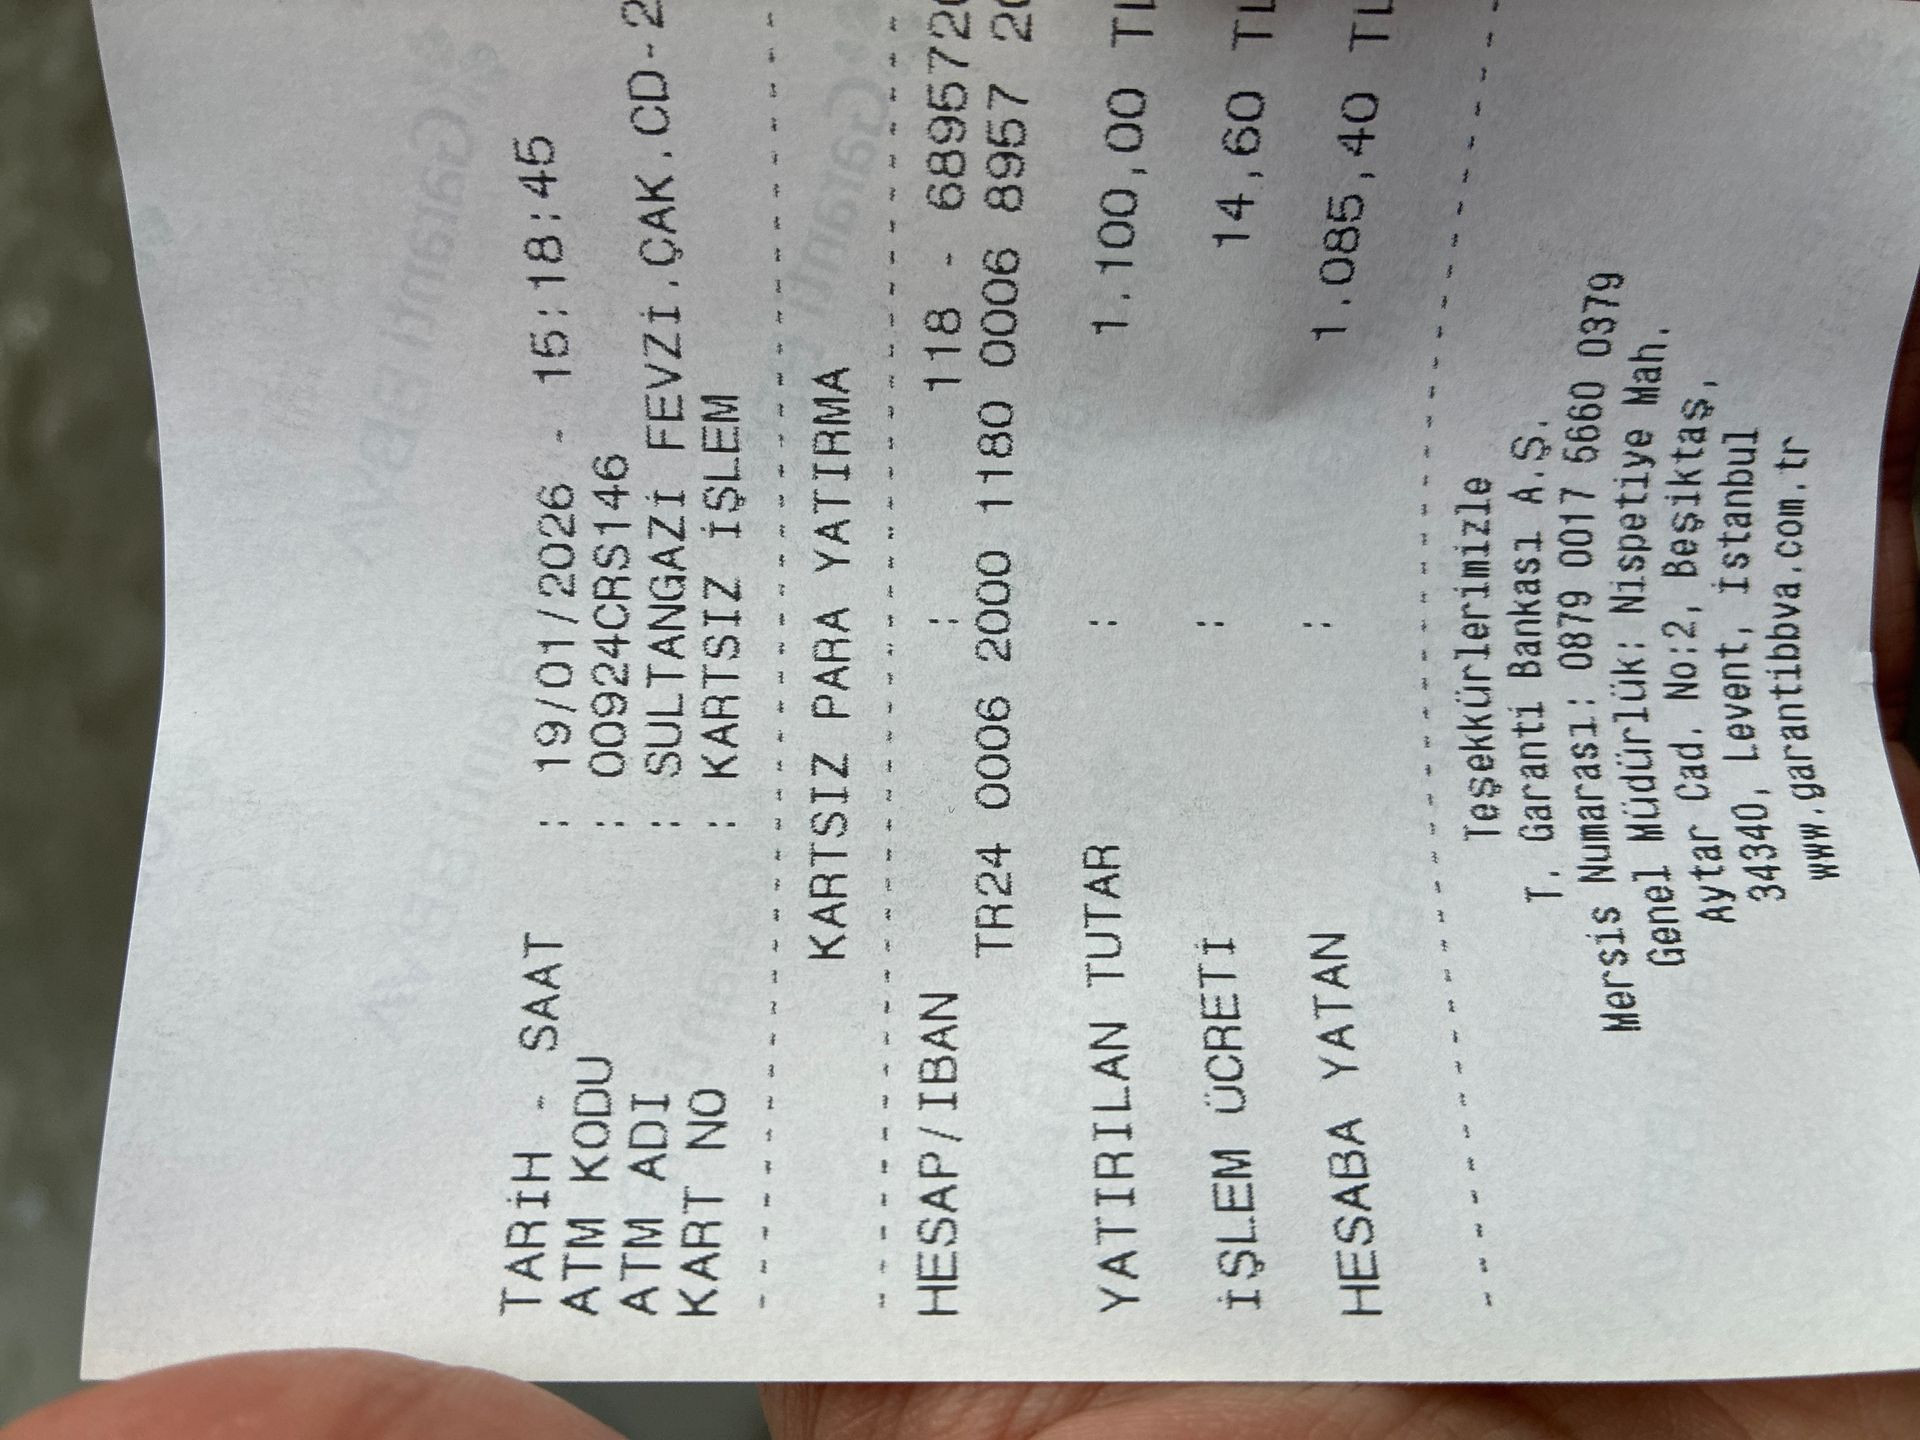 TARİH - SAAT : 19/01/2026 - 15:18:45
ATM KODU : 00924CRS146
ATM ADI : SULTANGAZİ FEVZİ.ÇAK.CD-2
KART NO : KARTSIZ İŞLEM
KARTSIZ PARA YATIRMA
HESAP/IBAN : 118 - 6895720
TR24 0006 2000 1180 0006 8957 20
YATIRILAN TUTAR : 1.100,00 TL
İŞLEM ÜCRETİ : 14,60 TL
HESABA YATAN : 1.085,40 TL
Teşekkürlerimizle
T. Garanti Bankası A.Ş.
Mersis Numarası: 0879 0017 5660 0379
Genel Müdürlük: Nispetiye Mah.
Aytar Cad. No:2, Beşiktaş,
34340, Levent, İstanbul
www.garantibbva.com.tr